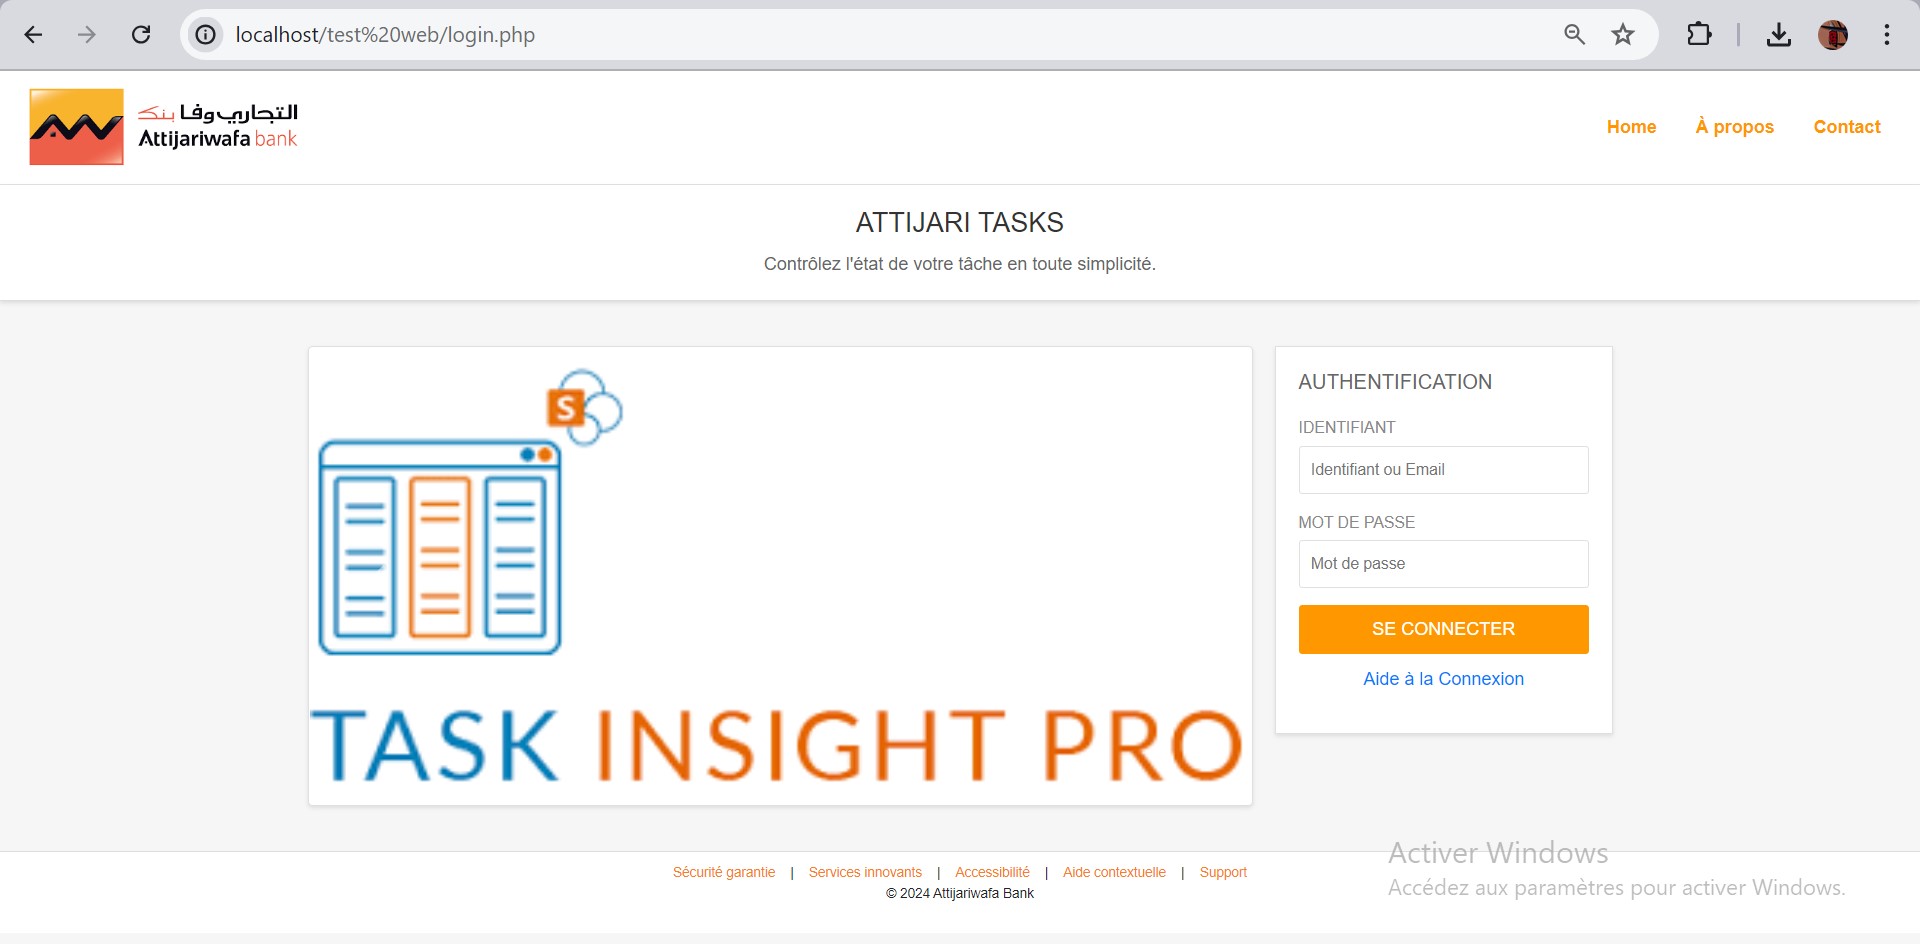 localhost/test%20web/login.php
التجاري وفا بنك
Attijariwafa bank
Home
À propos
Contact
ATTIJARI TASKS
Contrôlez l'état de votre tâche en toute simplicité.
S
TASK INSIGHT PRO
AUTHENTIFICATION
IDENTIFIANT
Identifiant ou Email
MOT DE PASSE
Mot de passe
SE CONNECTER
Aide à la Connexion
Sécurité garantie | Services innovants | Accessibilité | Aide contextuelle | Support
© 2024 Attijariwafa Bank
Activer Windows
Accédez aux paramètres pour activer Windows.